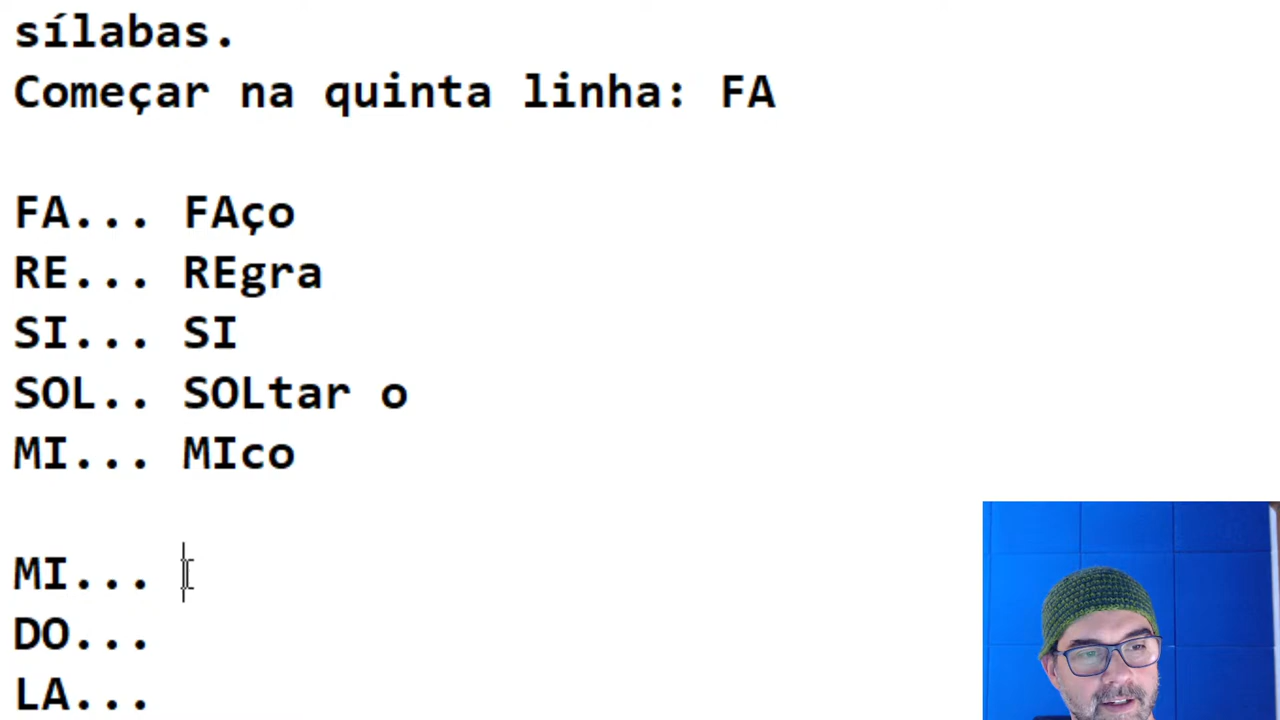 sílabas.
Começar na quinta linha: FA
FA... FAço
RE... REgra
SI... SI
SOL.. SOLtar o
MI... MIco
MI...
DO...
LA...